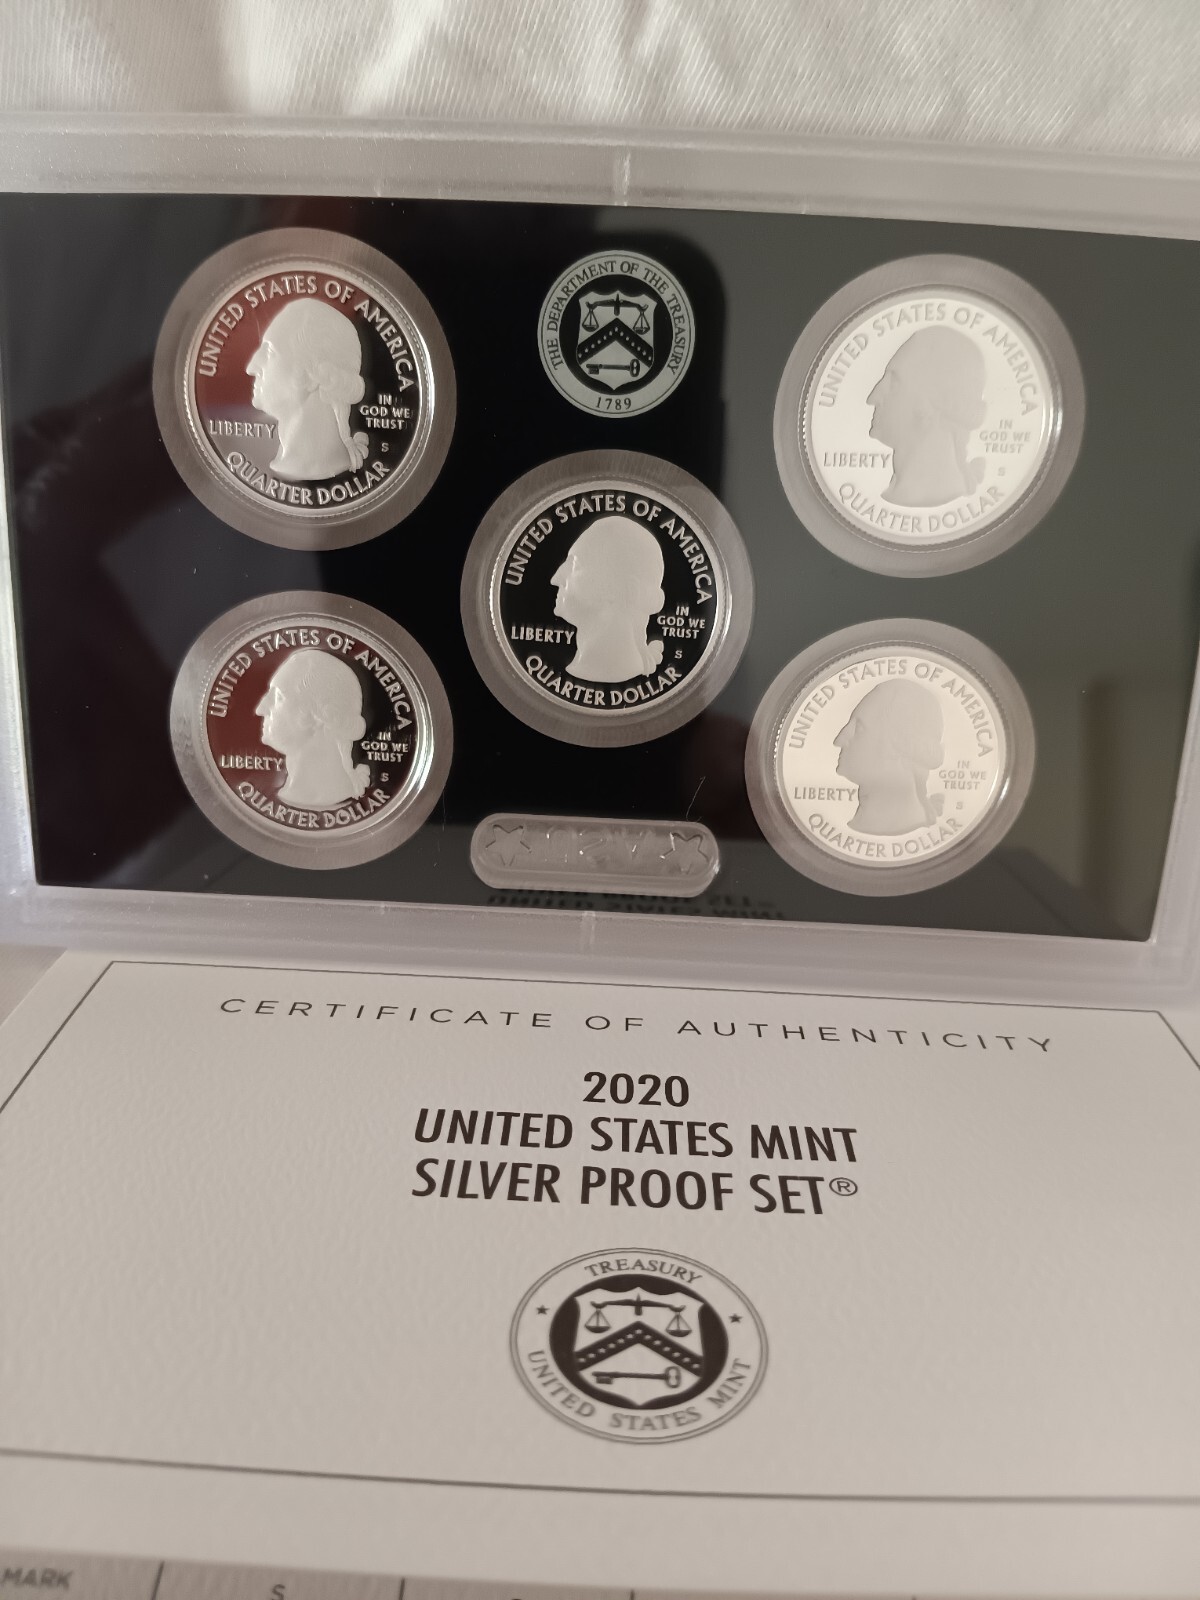 UNITED STATES OF AMERICA
LIBERTY
IN
GOD WE
TRUST
S
QUARTER DOLLAR
THE DEPARTMENT OF THE TREASURY
1789
UNITED STATES OF AMERICA
LIBERTY
IN
GOD WE
TRUST
S
QUARTER DOLLAR
UNITED STATES OF AMERICA
LIBERTY
IN
GOD WE
TRUST
S
QUARTER DOLLAR
UNITED STATES OF AMERICA
LIBERTY
IN
GOD WE
TRUST
S
QUARTER DOLLAR
UNITED STATES OF AMERICA
LIBERTY
IN
GOD WE
TRUST
S
QUARTER DOLLAR
CERTIFICATE OF AUTHENTICITY
2020
UNITED STATES MINT
SILVER PROOF SET®
TREASURY
UNITED STATES MINT
MARK
S